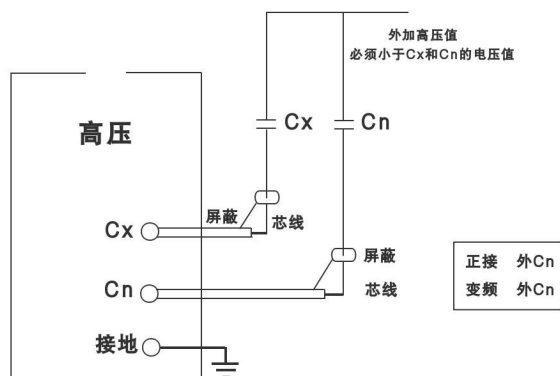 外加高压值
必须小于Cx和Cn的电压值
高压
Cx
Cn
屏蔽
芯线
Cx
屏蔽
Cn
芯线
接地
正接 外Cn
变频 外Cn